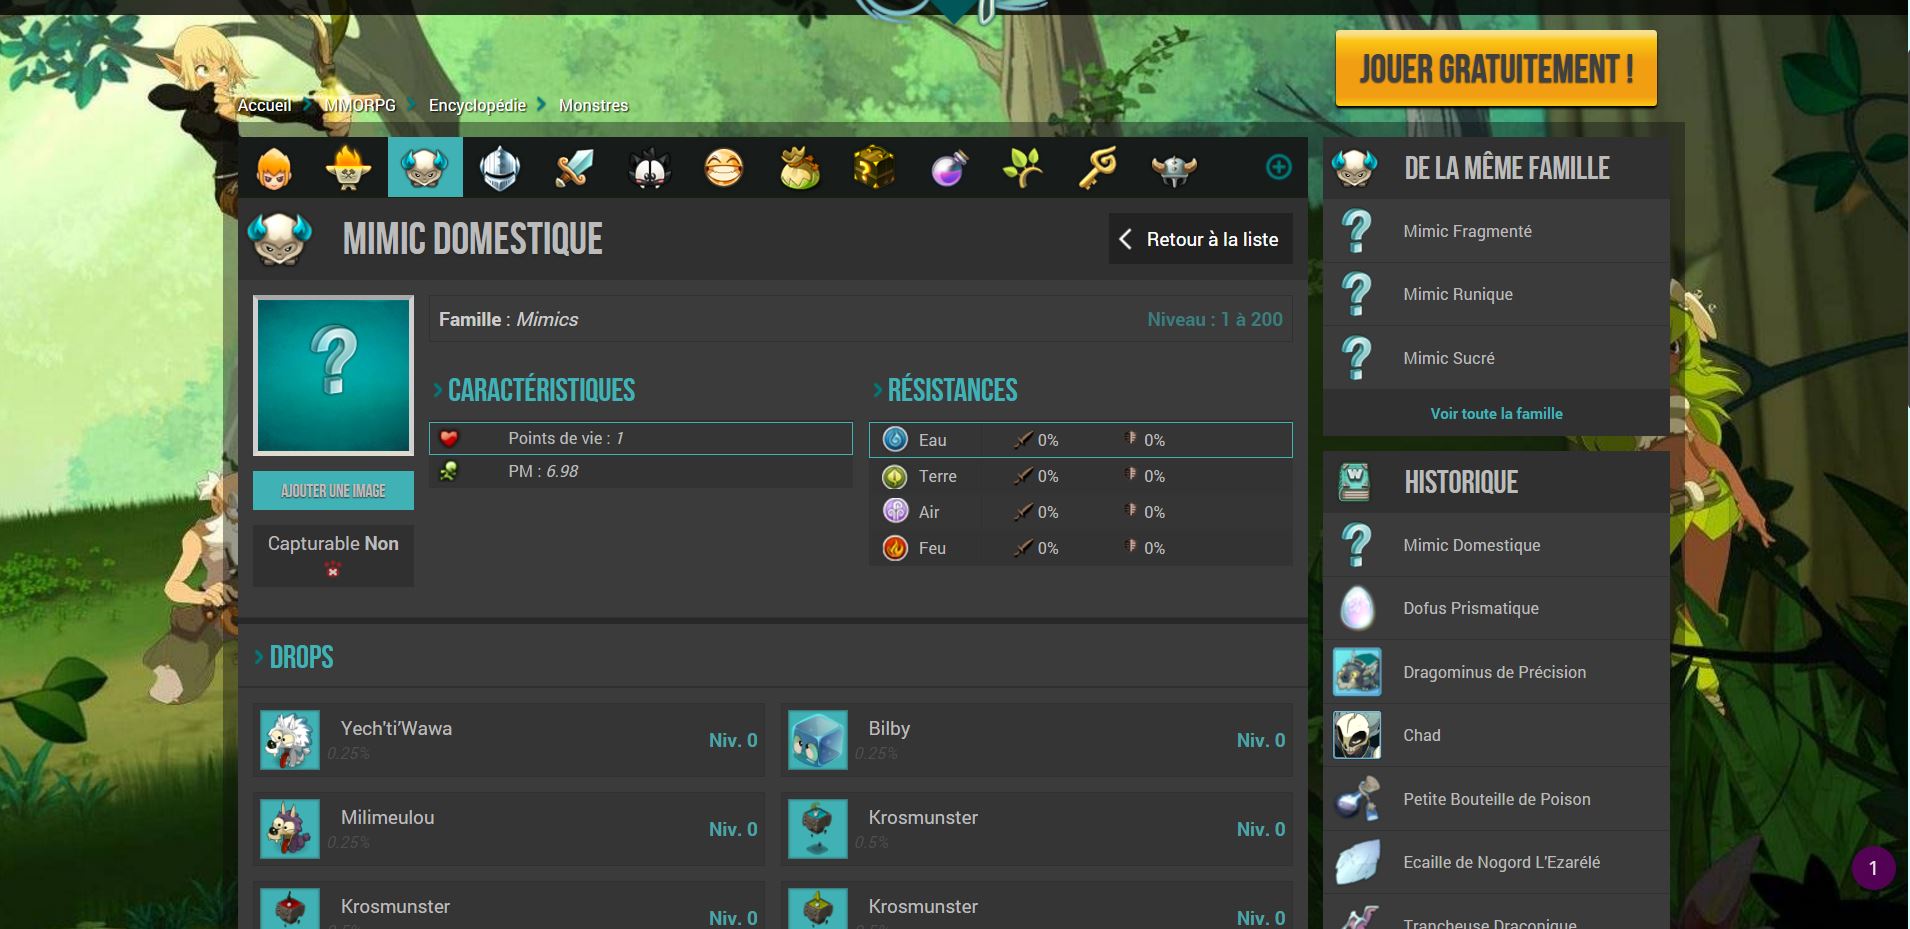 JOUER GRATUITEMENT !
Accueil > MMORPG > Encyclopédie > Monstres
MIMIC DOMESTIQUE
Retour à la liste
Famille : Mimics
Niveau : 1 à 200
CARACTÉRISTIQUES
Points de vie : 1
PM : 6.98
RÉSISTANCES
Eau 0% 0%
Terre 0% 0%
Air 0% 0%
Feu 0% 0%
AJOUTER UNE IMAGE
Capturable Non
DROPS
Yech'ti'Wawa
0.25%
Niv. 0
Bilby
0.25%
Niv. 0
Milimeulou
0.25%
Niv. 0
Krosmunster
0.5%
Niv. 0
Krosmunster
Niv. 0
Krosmunster
Niv. 0
DE LA MÊME FAMILLE
Mimic Fragmenté
Mimic Runique
Mimic Sucré
Voir toute la famille
HISTORIQUE
Mimic Domestique
Dofus Prismatique
Dragominus de Précision
Chad
Petite Bouteille de Poison
Ecaille de Nogord L'Ezarélé
Trancheuse Draconique
1